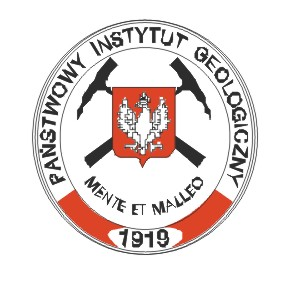 PAŃSTWOWY INSTYTUT GEOLOGICZNY
MENTE ET MALLEO
1919